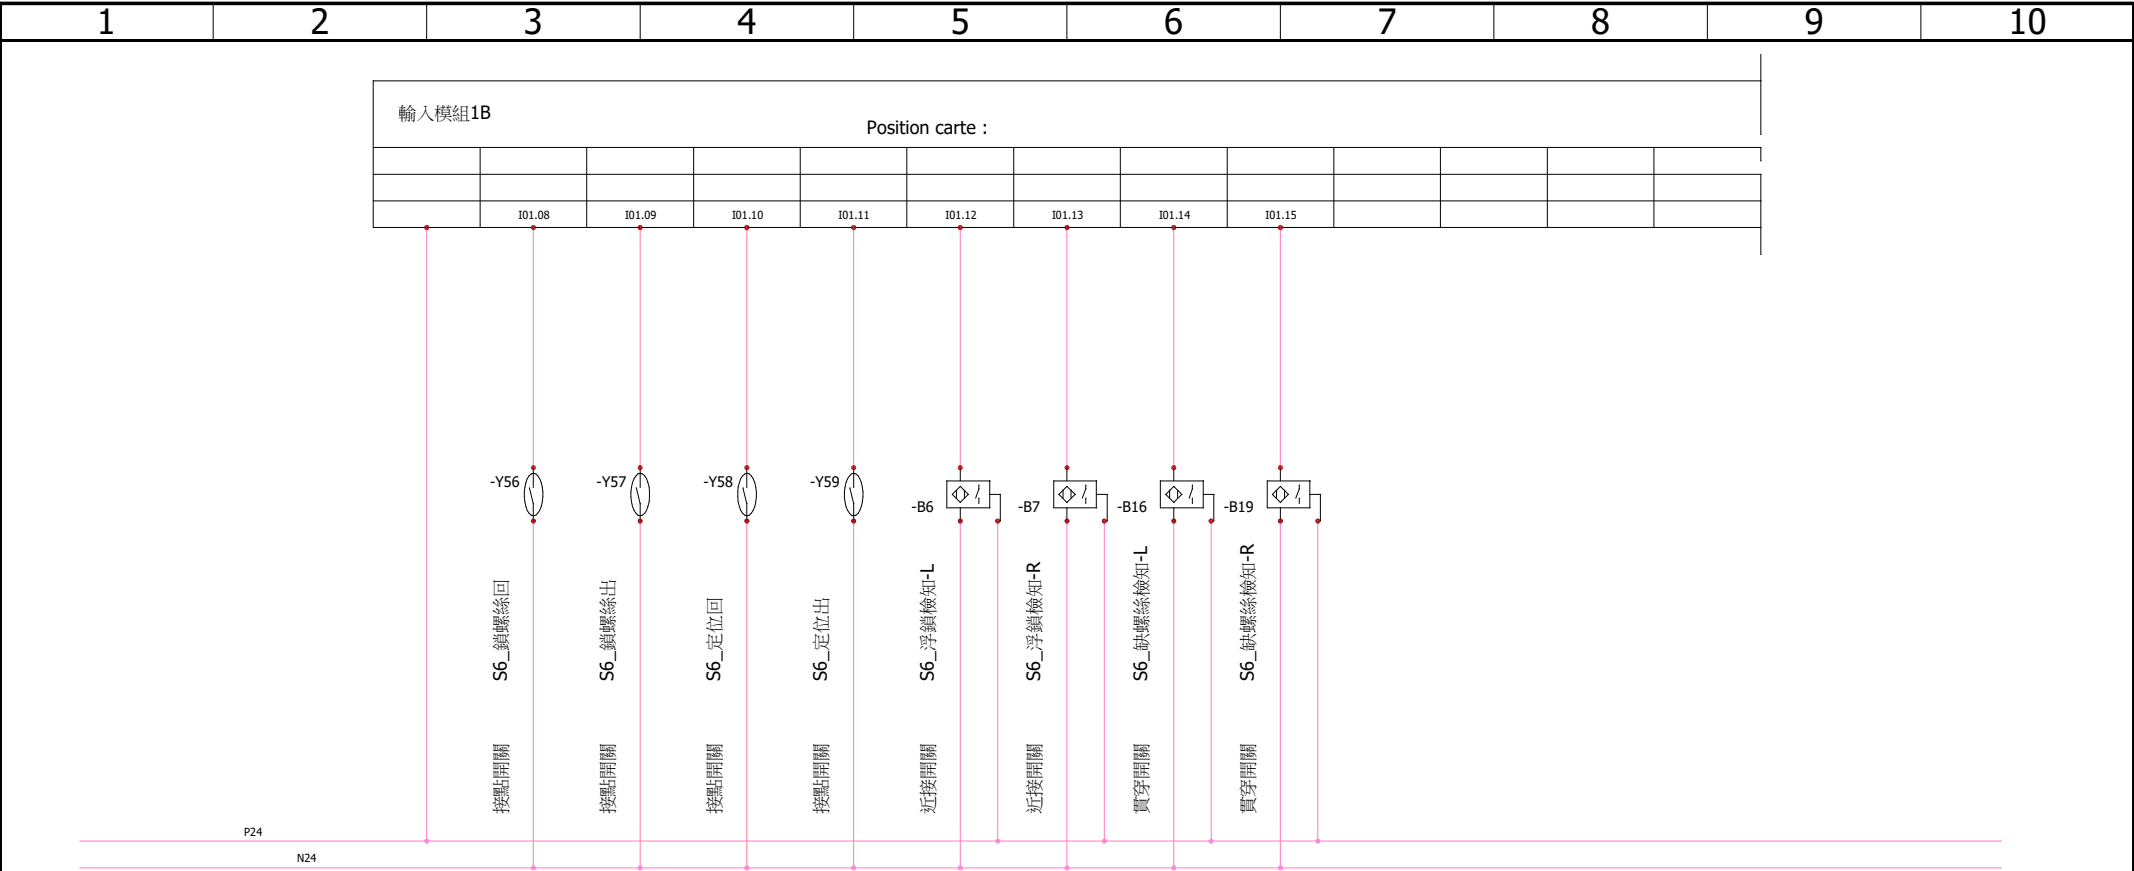 1 2 3 4 5 6 7 8 9 10
輸入模組1B
Position carte :
I01.08 I01.09 I01.10 I01.11 I01.12 I01.13 I01.14 I01.15
-Y56 -Y57 -Y58 -Y59 -B6 -B7 -B16 -B19
S6_鎖螺絲回
S6_鎖螺絲出
S6_定位回
S6_定位出
S6_浮鎖檢知-L
S6_浮鎖檢知-R
S6_缺螺絲檢知-L
S6_缺螺絲檢知-R
接點開關
接點開關
接點開關
接點開關
近接開關
近接開關
貫穿開關
貫穿開關
P24
N24